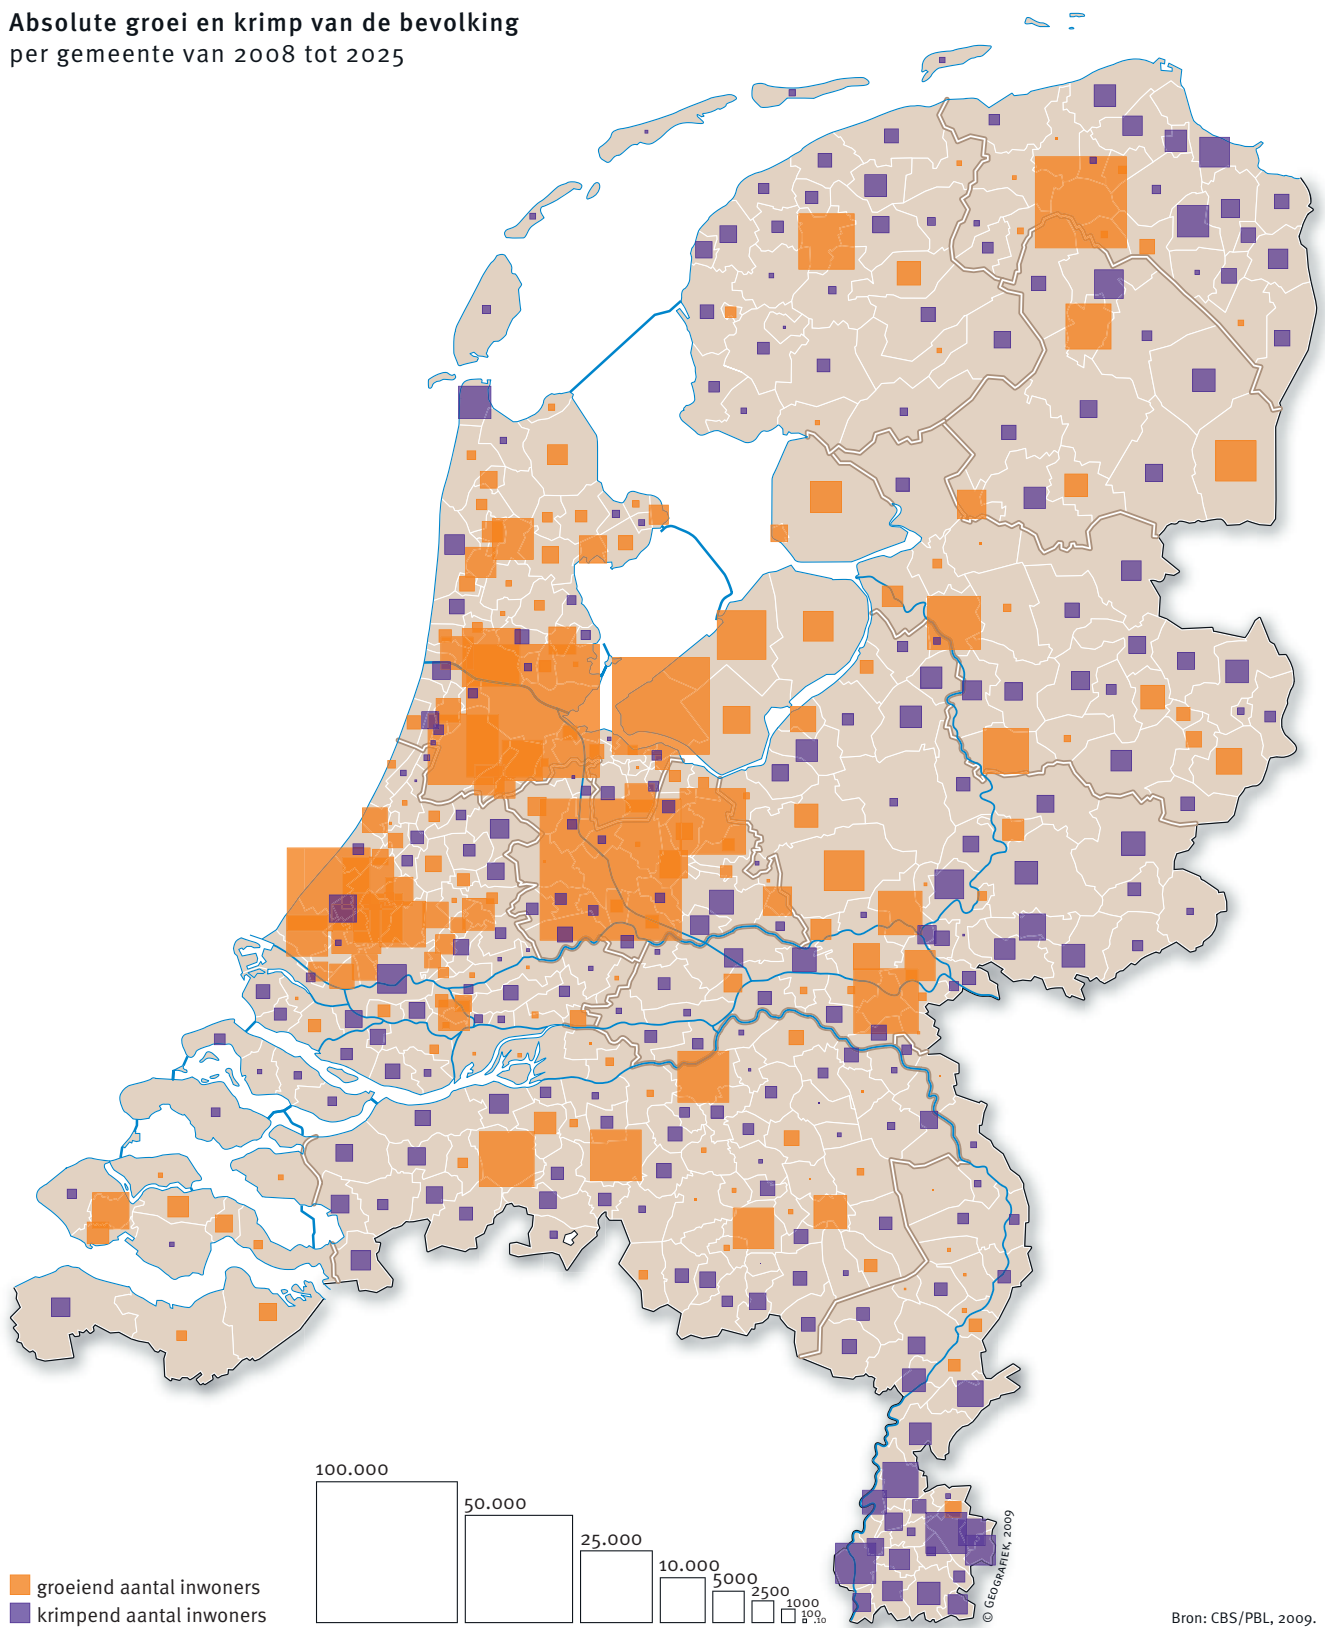 Absolute groei en krimp van de bevolking
per gemeente van 2008 tot 2025
100.000
50.000
25.000
10.000
5000
2500
1000
100
10
groeiend aantal inwoners
krimpend aantal inwoners
© GEOGRAFIEK, 2009
Bron: CBS/PBL, 2009.